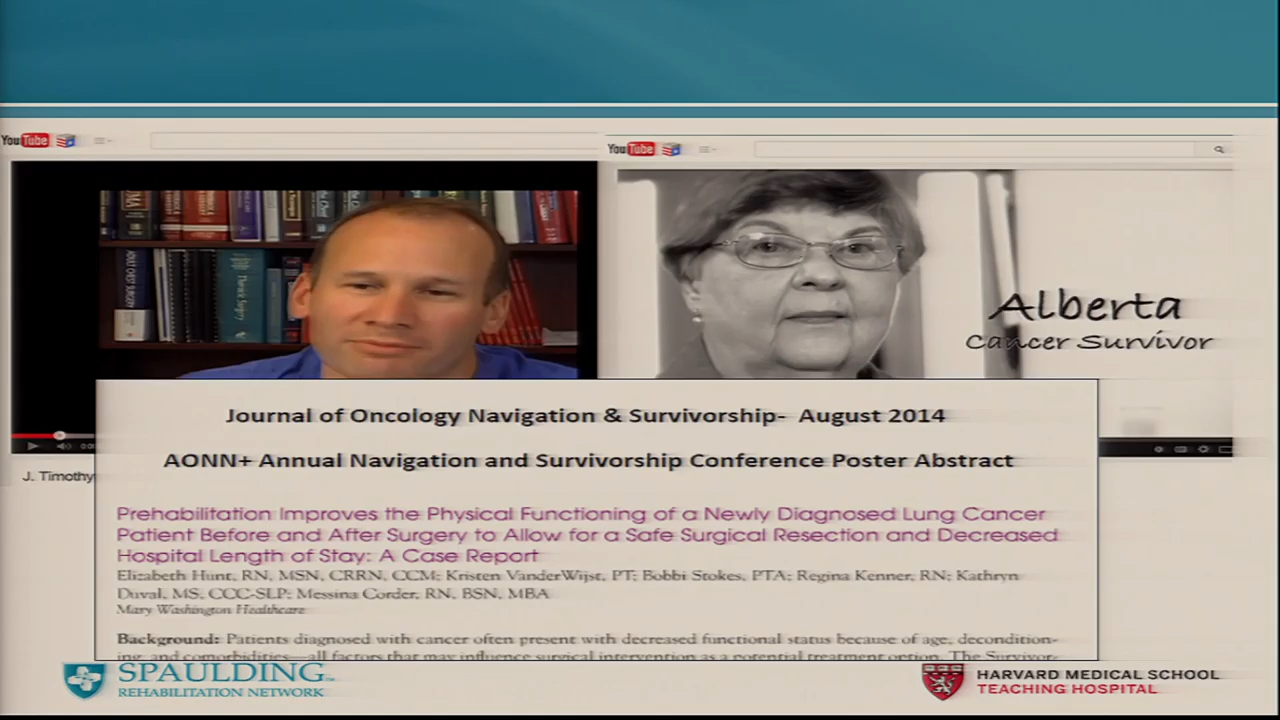 YouTube
YouTube
Alberta
Cancer Survivor
J. Timothy
Journal of Oncology Navigation & Survivorship- August 2014
AONN+ Annual Navigation and Survivorship Conference Poster Abstract
Prehabilitation Improves the Physical Functioning of a Newly Diagnosed Lung Cancer
Patient Before and After Surgery to Allow for a Safe Surgical Resection and Decreased
Hospital Length of Stay: A Case Report
Elizabeth Hunt, RN, MSN, CRRN, CCM; Kristen VanderWijst, PT; Bobbi Stokes, PTA; Regina Kenner, RN; Kathryn
Duval, MS, CCC-SLP; Messina Corder, RN, BSN, MBA
Mary Washington Healthcare
Background: Patients diagnosed with cancer often present with decreased functional status because of age, decondition-
ing, and comorbidities—all factors that may influence surgical intervention as a potential treatment option. The Survivor-
SPAULDING
REHABILITATION NETWORK
HARVARD MEDICAL SCHOOL
TEACHING HOSPITAL